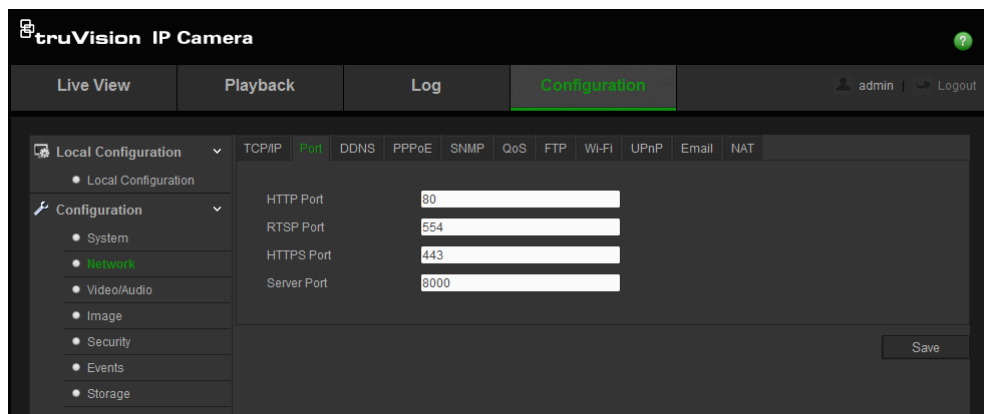 truVision IP Camera
?
Live View Playback Log Configuration admin | Logout
Local Configuration
Local Configuration
Configuration
System
Network
Video/Audio
Image
Security
Events
Storage
TCP/IP Port DDNS PPPoE SNMP QoS FTP Wi-Fi UPnP Email NAT
HTTP Port 80
RTSP Port 554
HTTPS Port 443
Server Port 8000
Save